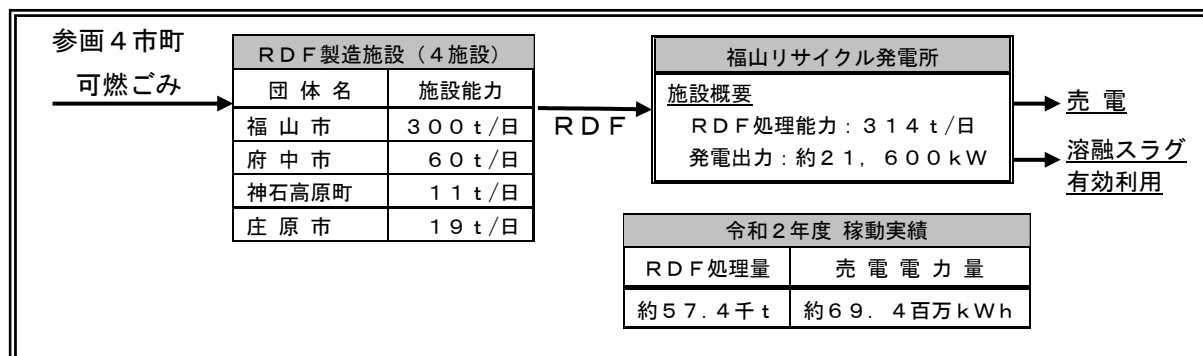 参画４市町
可燃ごみ
ＲＤＦ製造施設（４施設）
団 体 名 施設能力
福 山 市 ３００ｔ/日
府 中 市 ６０ｔ/日
神石高原町 １１ｔ/日
庄 原 市 １９ｔ/日
ＲＤＦ
福山リサイクル発電所
施設概要
ＲＤＦ処理能力：３１４ｔ/日
発電出力：約２１，６００ｋＷ
売 電
溶融スラグ
有効利用
令和２年度 稼動実績
ＲＤＦ処理量 売 電 電 力 量
約５７.４千ｔ 約６９．４百万ｋＷｈ